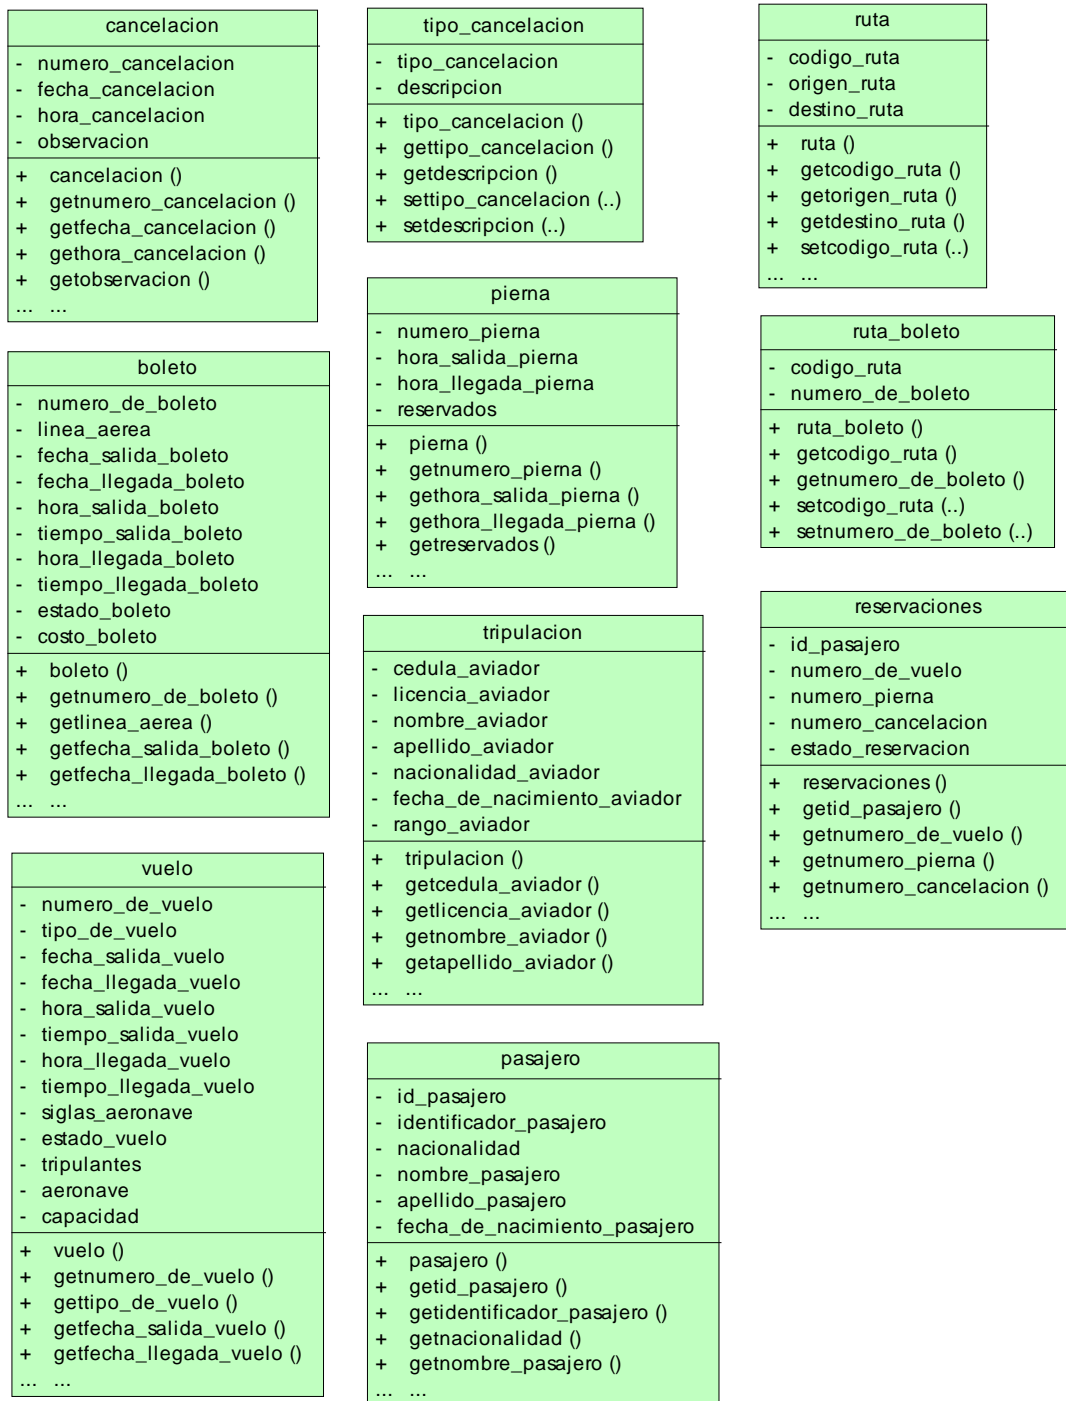 cancelacion
- numero_cancelacion
- fecha_cancelacion
- hora_cancelacion
- observacion
+ cancelacion ()
+ getnumero_cancelacion ()
+ getfecha_cancelacion ()
+ gethora_cancelacion ()
+ getobservacion ()
... ...
boleto
- numero_de_boleto
- linea_aerea
- fecha_salida_boleto
- fecha_llegada_boleto
- hora_salida_boleto
- tiempo_salida_boleto
- hora_llegada_boleto
- tiempo_llegada_boleto
- estado_boleto
- costo_boleto
+ boleto ()
+ getnumero_de_boleto ()
+ getlinea_aerea ()
+ getfecha_salida_boleto ()
+ getfecha_llegada_boleto ()
... ...
vuelo
- numero_de_vuelo
- tipo_de_vuelo
- fecha_salida_vuelo
- fecha_llegada_vuelo
- hora_salida_vuelo
- tiempo_salida_vuelo
- hora_llegada_vuelo
- tiempo_llegada_vuelo
- siglas_aeronave
- estado_vuelo
- tripulantes
- aeronave
- capacidad
+ vuelo ()
+ getnumero_de_vuelo ()
+ gettipo_de_vuelo ()
+ getfecha_salida_vuelo ()
+ getfecha_llegada_vuelo ()
... ...
tipo_cancelacion
- tipo_cancelacion
- descripcion
+ tipo_cancelacion ()
+ gettipo_cancelacion ()
+ getdescripcion ()
+ settipo_cancelacion (..)
+ setdescripcion (..)
pierna
- numero_pierna
- hora_salida_pierna
- hora_llegada_pierna
- reservados
+ pierna ()
+ getnumero_pierna ()
+ gethora_salida_pierna ()
+ gethora_llegada_pierna ()
+ getreservados ()
... ...
tripulacion
- cedula_aviador
- licencia_aviador
- nombre_aviador
- apellido_aviador
- nacionalidad_aviador
- fecha_de_nacimiento_aviador
- rango_aviador
+ tripulacion ()
+ getcedula_aviador ()
+ getlicencia_aviador ()
+ getnombre_aviador ()
+ getapellido_aviador ()
... ...
pasajero
- id_pasajero
- identificador_pasajero
- nacionalidad
- nombre_pasajero
- apellido_pasajero
- fecha_de_nacimiento_pasajero
+ pasajero ()
+ getid_pasajero ()
+ getidentificador_pasajero ()
+ getnacionalidad ()
+ getnombre_pasajero ()
... ...
ruta
- codigo_ruta
- origen_ruta
- destino_ruta
+ ruta ()
+ getcodigo_ruta ()
+ getorigen_ruta ()
+ getdestino_ruta ()
+ setcodigo_ruta (..)
... ...
ruta_boleto
- codigo_ruta
- numero_de_boleto
+ ruta_boleto ()
+ getcodigo_ruta ()
+ getnumero_de_boleto ()
+ setcodigo_ruta (..)
+ setnumero_de_boleto (..)
reservaciones
- id_pasajero
- numero_de_vuelo
- numero_pierna
- numero_cancelacion
- estado_reservacion
+ reservaciones ()
+ getid_pasajero ()
+ getnumero_de_vuelo ()
+ getnumero_pierna ()
+ getnumero_cancelacion ()
... ...